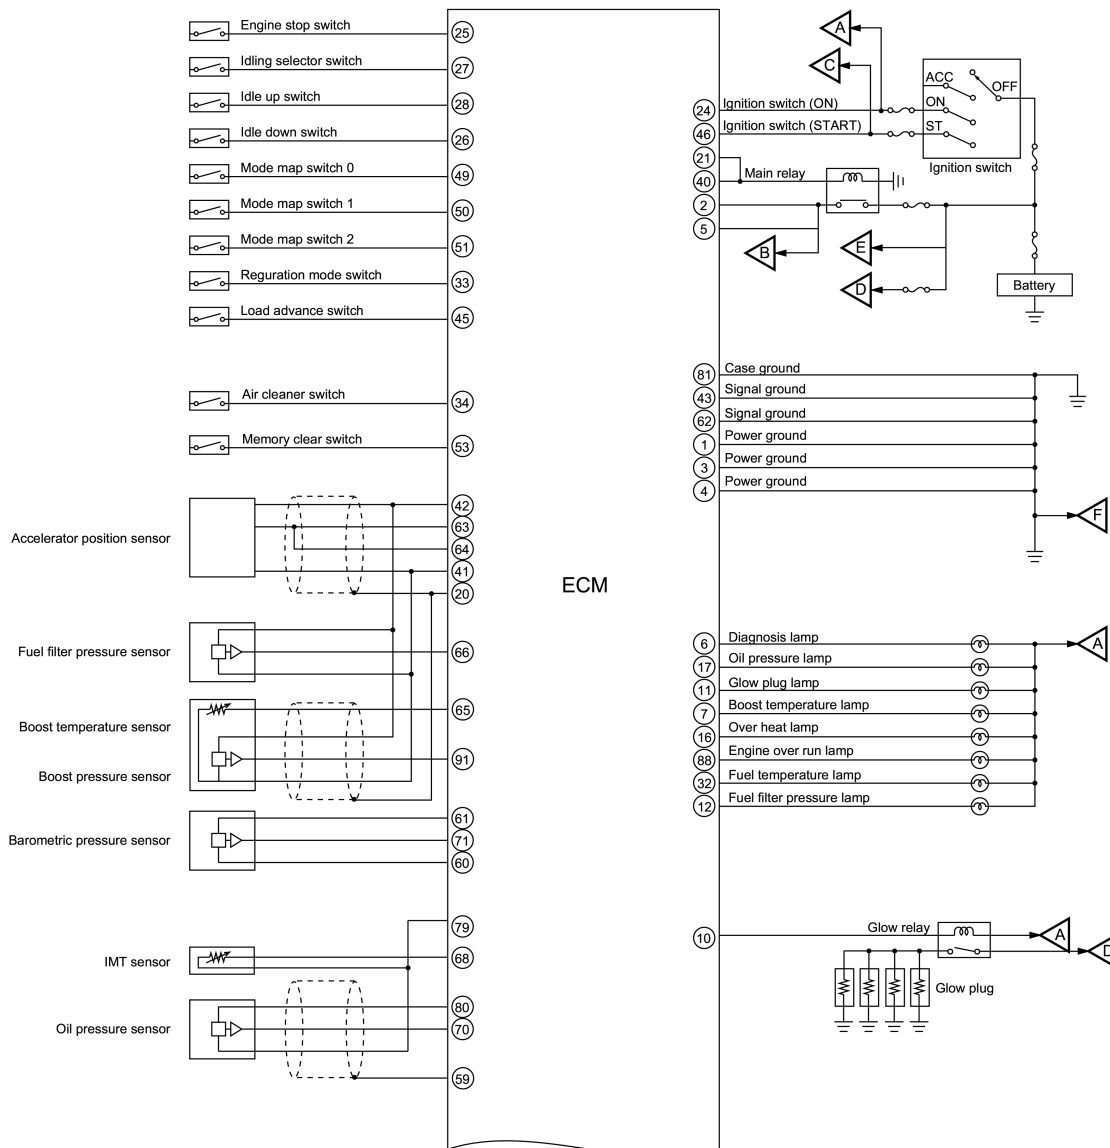 Engine stop switch
25
Idling selector switch
27
Idle up switch
28
Idle down switch
26
Mode map switch 0
49
Mode map switch 1
50
Mode map switch 2
51
Reguration mode switch
33
Load advance switch
45
Air cleaner switch
34
Memory clear switch
53
Accelerator position sensor
42
63
64
41
20
Fuel filter pressure sensor
66
Boost temperature sensor
65
Boost pressure sensor
91
Barometric pressure sensor
61
71
60
79
IMT sensor
68
Oil pressure sensor
80
70
59
ECM
A
C
24 Ignition switch (ON)
46 Ignition switch (START)
ACC
OFF
ON
ST
Ignition switch
21
40 Main relay
2
5
B
E
D
Battery
81 Case ground
43 Signal ground
62 Signal ground
1 Power ground
3 Power ground
4 Power ground
F
6 Diagnosis lamp
A
17 Oil pressure lamp
11 Glow plug lamp
7 Boost temperature lamp
16 Over heat lamp
88 Engine over run lamp
32 Fuel temperature lamp
12 Fuel filter pressure lamp
10 Glow relay
A
D
Glow plug